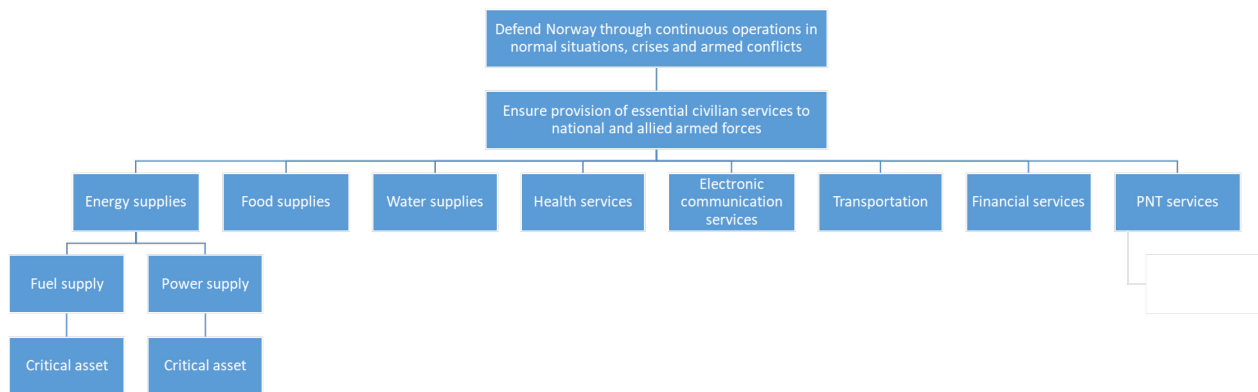 Defend Norway through continuous operations in
normal situations, crises and armed conflicts
Ensure provision of essential civilian services to
national and allied armed forces
Energy supplies
Food supplies
Water supplies
Health services
Electronic
communication
services
Transportation
Financial services
PNT services
Fuel supply
Power supply
Critical asset
Critical asset